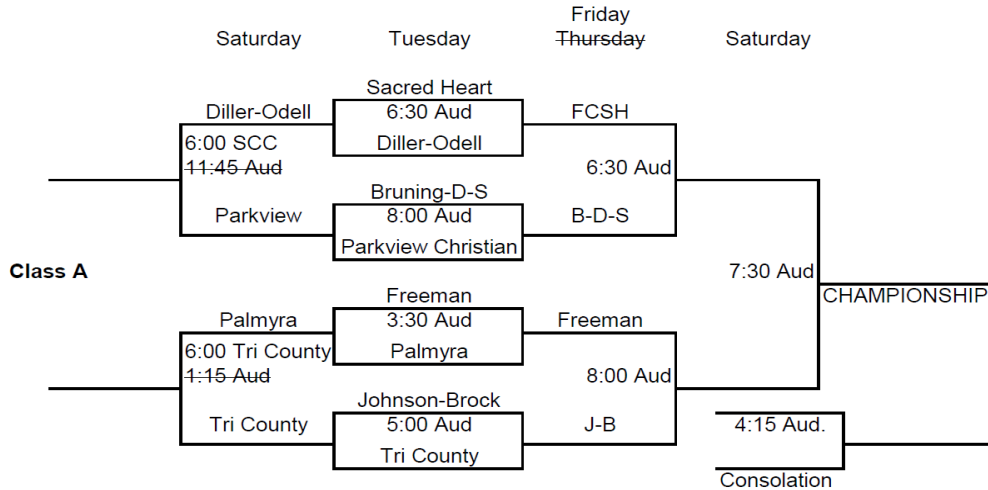 Friday
Saturday Tuesday Thursday Saturday
Sacred Heart
Diller-Odell 6:30 Aud FCSH
6:00 SCC Diller-Odell
11:45 Aud 6:30 Aud
Bruning-D-S
Parkview 8:00 Aud B-D-S
Parkview Christian
Class A 7:30 Aud
CHAMPIONSHIP
Freeman
Palmyra 3:30 Aud Freeman
6:00 Tri County Palmyra
1:15 Aud 8:00 Aud
Johnson-Brock
Tri County 5:00 Aud J-B 4:15 Aud.
Tri County
Consolation